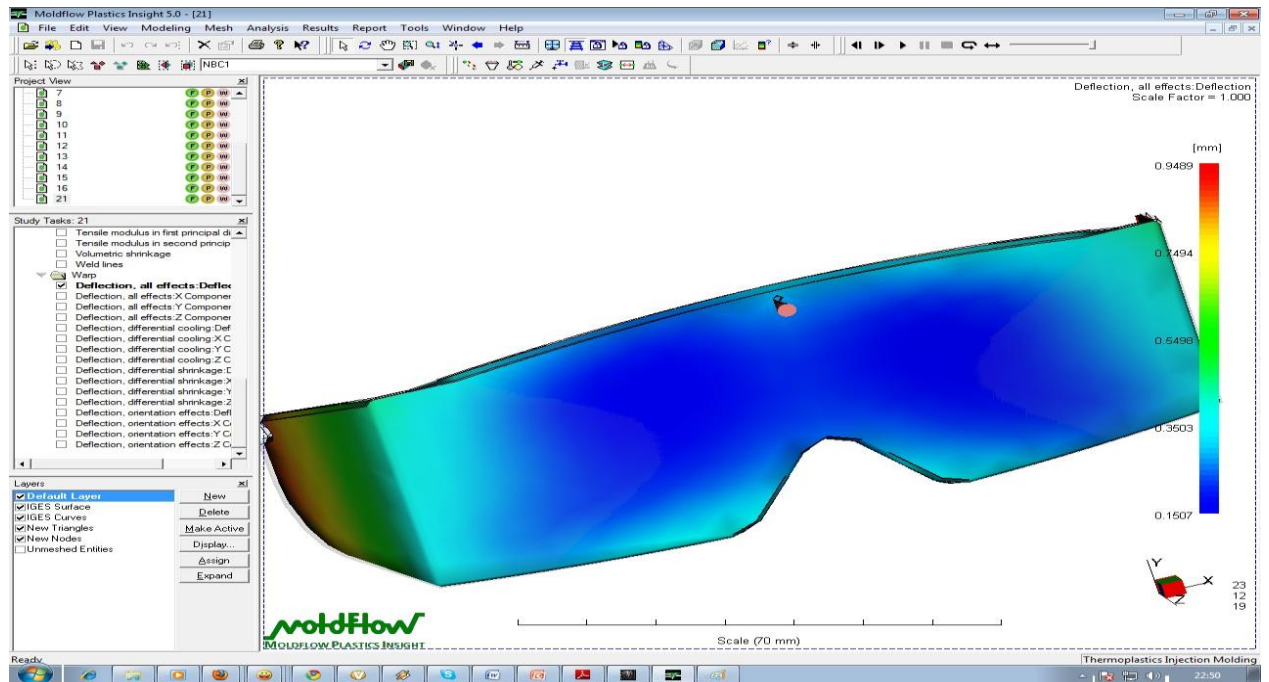 Moldflow Plastics Insight 5.0 - [21]
File Edit View Modeling Mesh Analysis Results Report Tools Window Help
NBC1
Project View
7 F P W
8 F P W
9 F P W
10 F P W
11 F P W
12 F P W
13 F P W
14 F P W
15 F P W
16 F P W
21 F P W
Study Tasks: 21
Tensile modulus in first principal di
Tensile modulus in second princip
Volumetric shrinkage
Weld lines
Warp
Deflection, all effects:Deflec
Deflection, all effects:X Componer
Deflection, all effects:Y Componer
Deflection, all effects:Z Componer
Deflection, differential cooling:Def
Deflection, differential cooling:X C
Deflection, differential cooling:Y C
Deflection, differential cooling:Z C
Deflection, differential shrinkage:D
Deflection, differential shrinkage:X
Deflection, differential shrinkage:Y
Deflection, differential shrinkage:Z
Deflection, orientation effects:Defl
Deflection, orientation effects:X C
Deflection, orientation effects:Y C
Deflection, orientation effects:Z C
Layers
Default Layer
IGES Surface
IGES Curves
New Triangles
New Nodes
Unmeshed Entities
New
Delete
Make Active
Display...
Assign
Expand
Deflection, all effects:Deflection
Scale Factor = 1.000
[mm]
0.9489
0.7494
0.5498
0.3503
0.1507
Y
X
Z
23
12
19
moldflow
MOLDFLOW PLASTICS INSIGHT
Scale (70 mm)
Ready
Thermoplastics Injection Molding
22:50